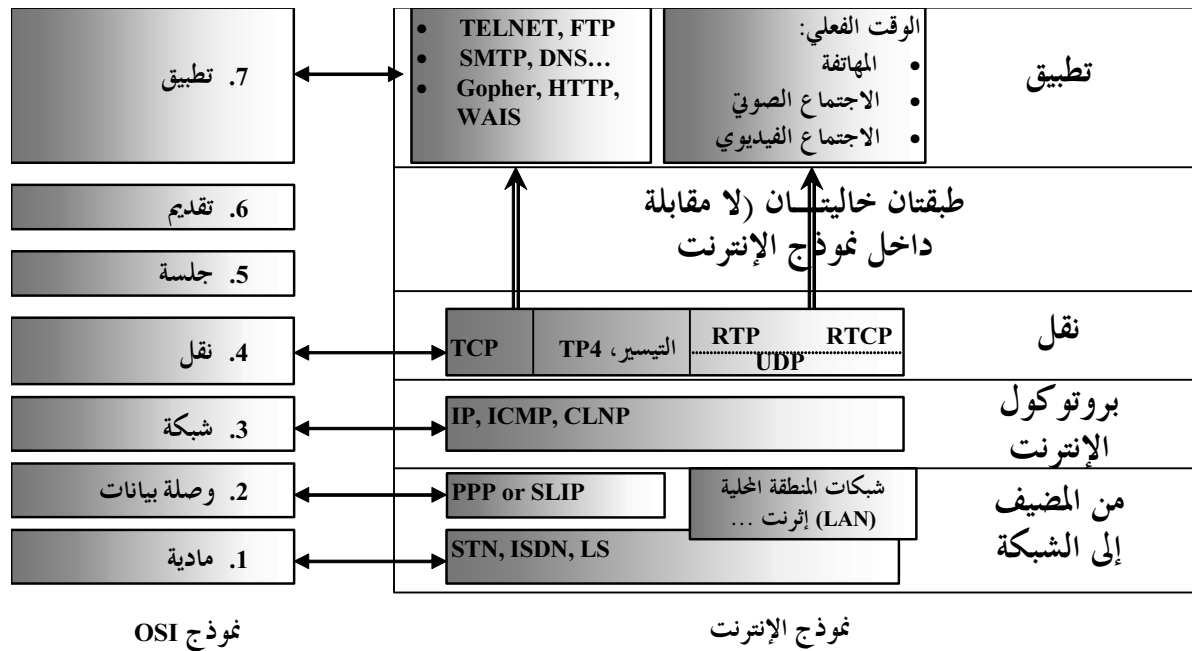 تطبيق
الوقت الفعلي:
• المهاتفة
• الاجتماع الصوتي
• الاجتماع الفيديوي
• TELNET, FTP
• SMTP, DNS…
• Gopher, HTTP,
WAIS
7. تطبيق
طبقتان خاليتـــان (لا مقابلة
داخل نموذج الإنترنت
6. تقديم
5. جلسة
نقل
RTP RTCP
UDP
TP4 ،التيسير
TCP
4. نقل
بروتوكول
الإنترنت
IP, ICMP, CLNP
3. شبكة
من المضيف
إلى الشبكة
شبكات المنطقة المحلية
(LAN) إثرنت …
PPP or SLIP
2. وصلة بيانات
STN, ISDN, LS
1. مادية
نموذج الإنترنت
نموذج OSI